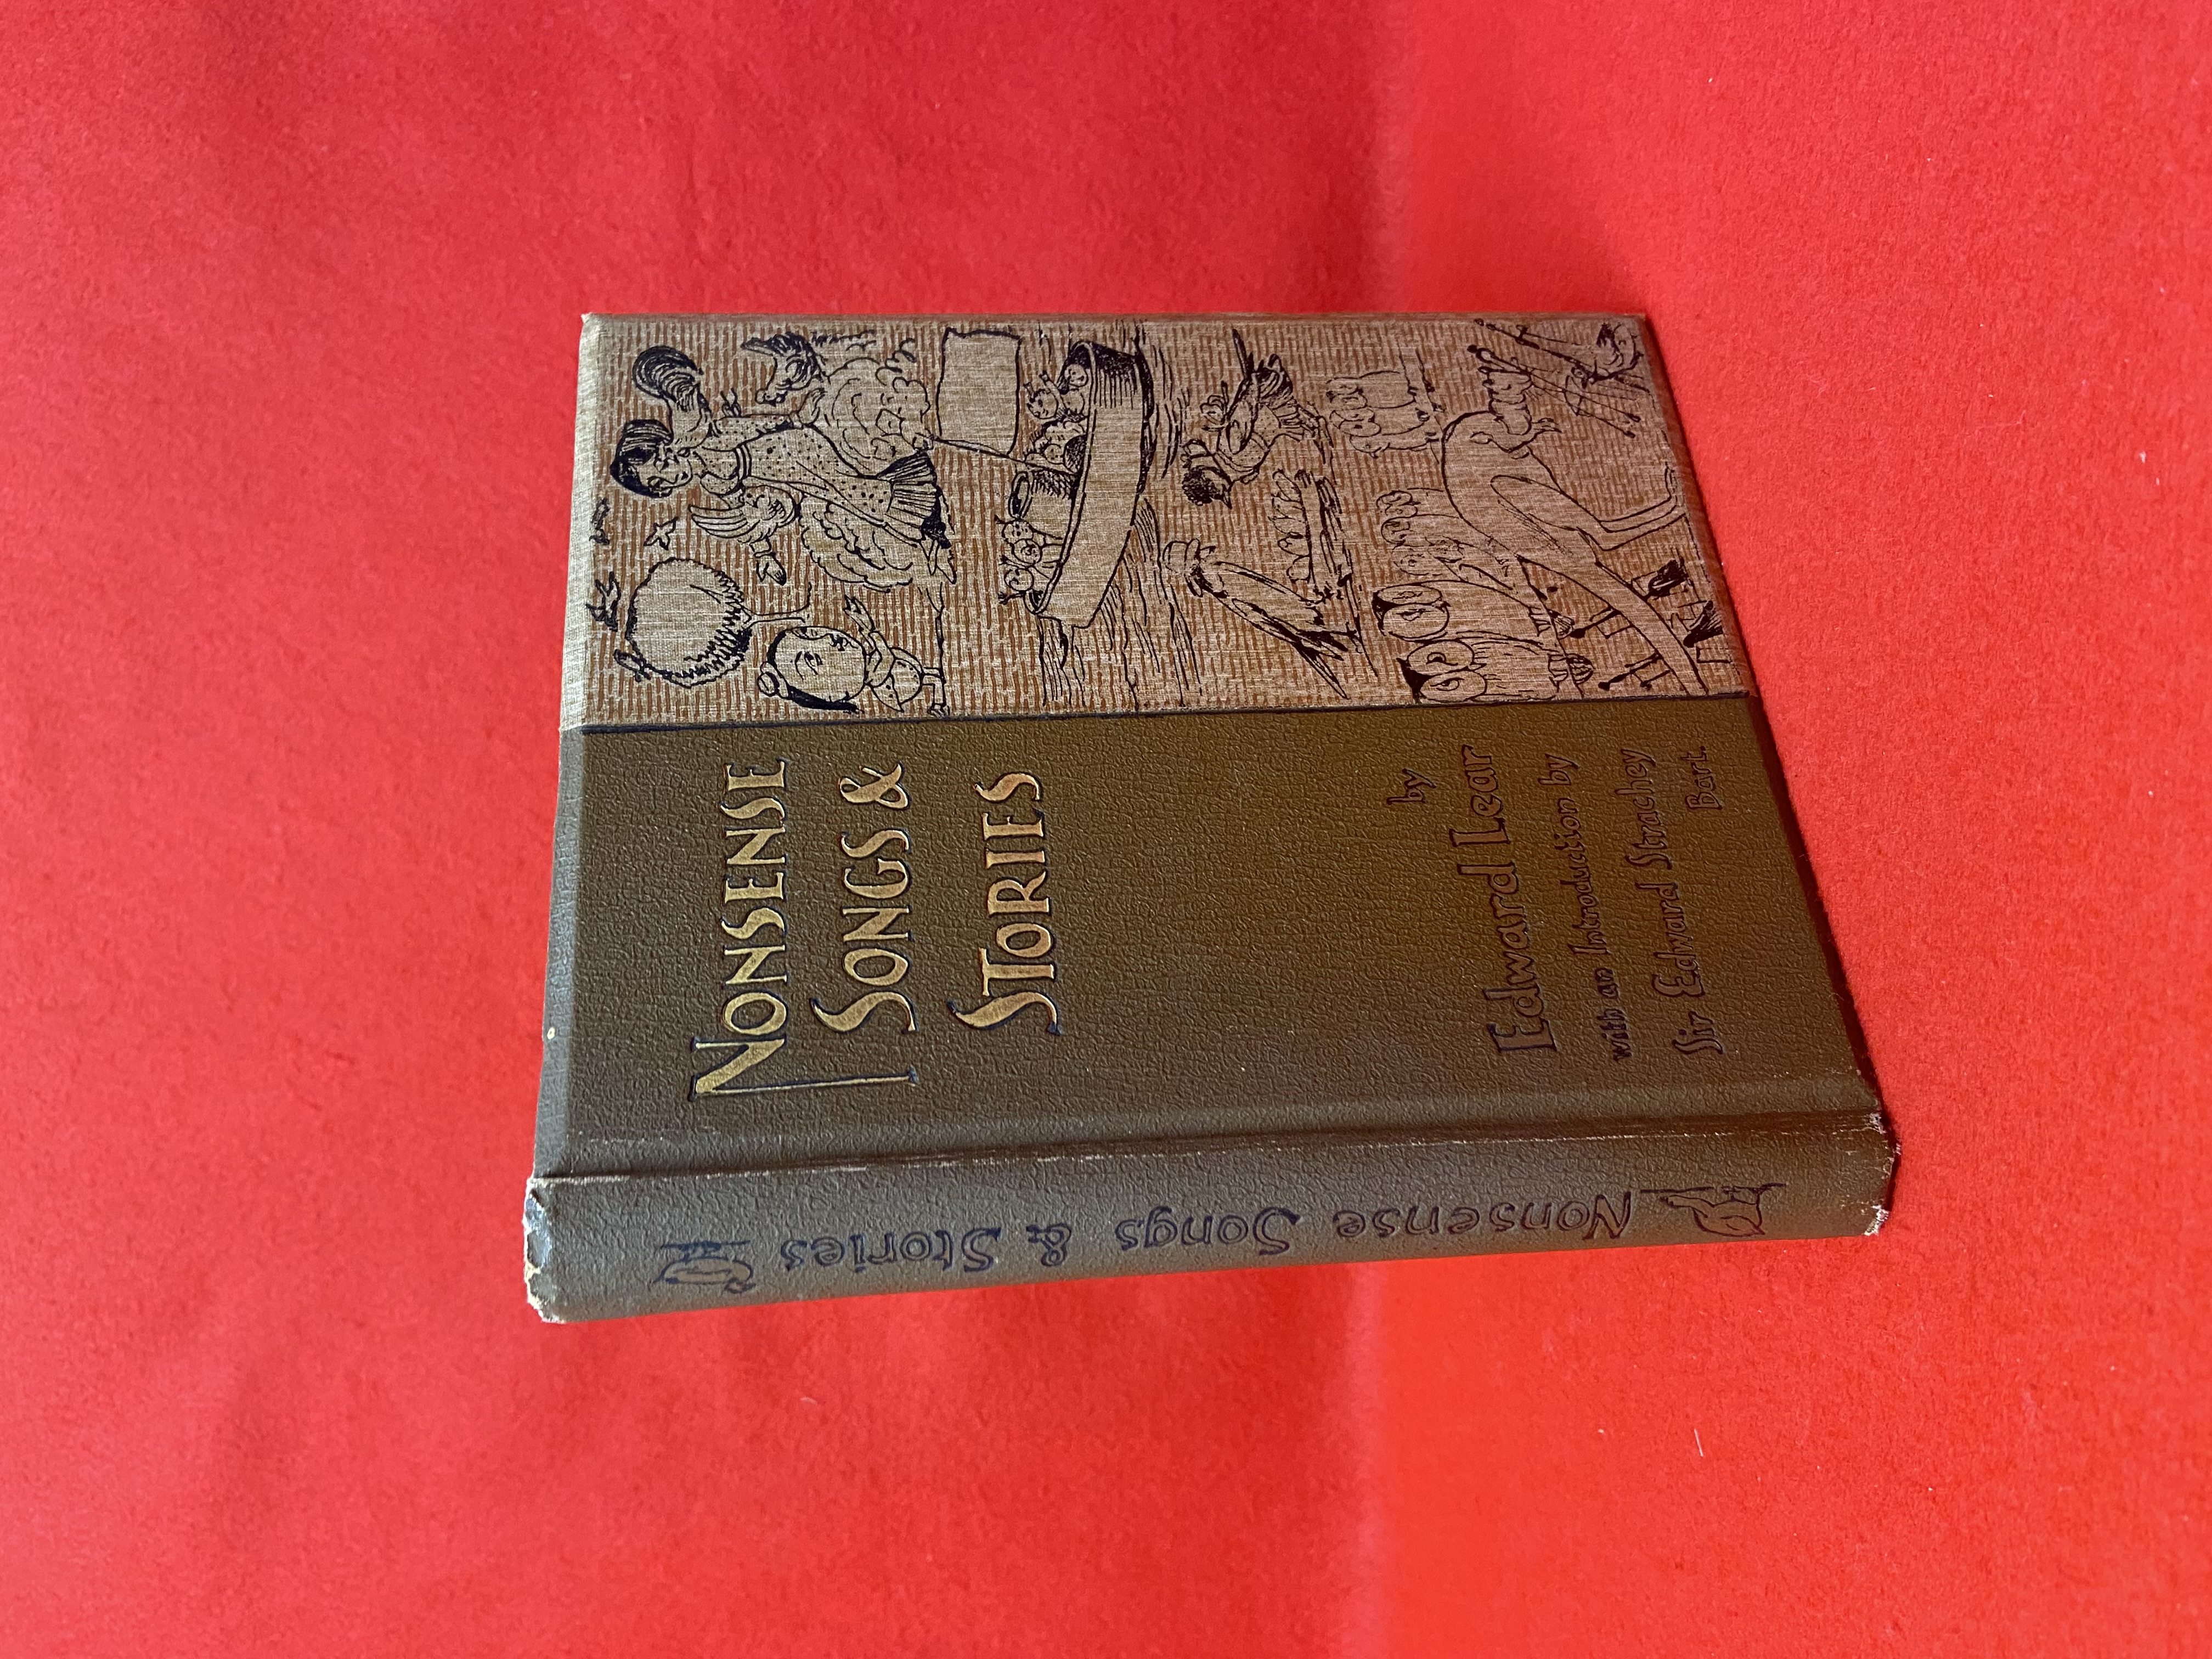 NONSENSE
SONGS &
STORIES
by
Edward Lear
with an Introduction by
Sir Edward Strachey
Bart.
Nonsense Songs & Stories